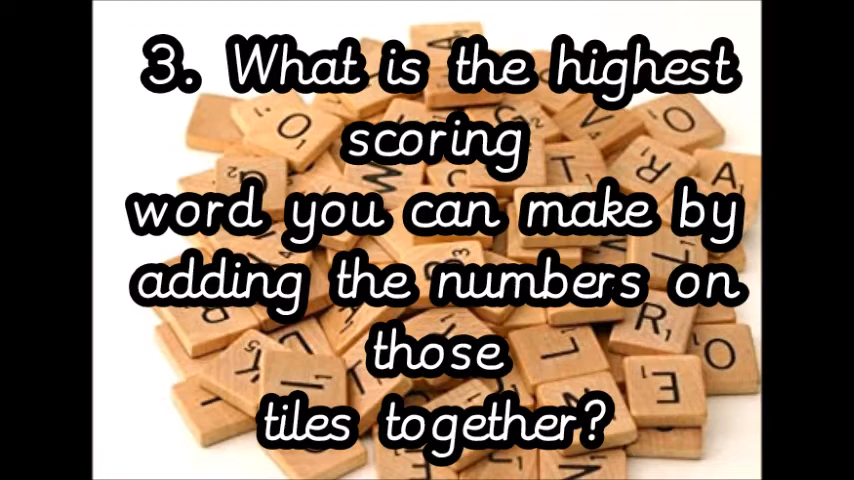 3. What is the highest
scoring
word you can make by
adding the numbers on
those
tiles together?